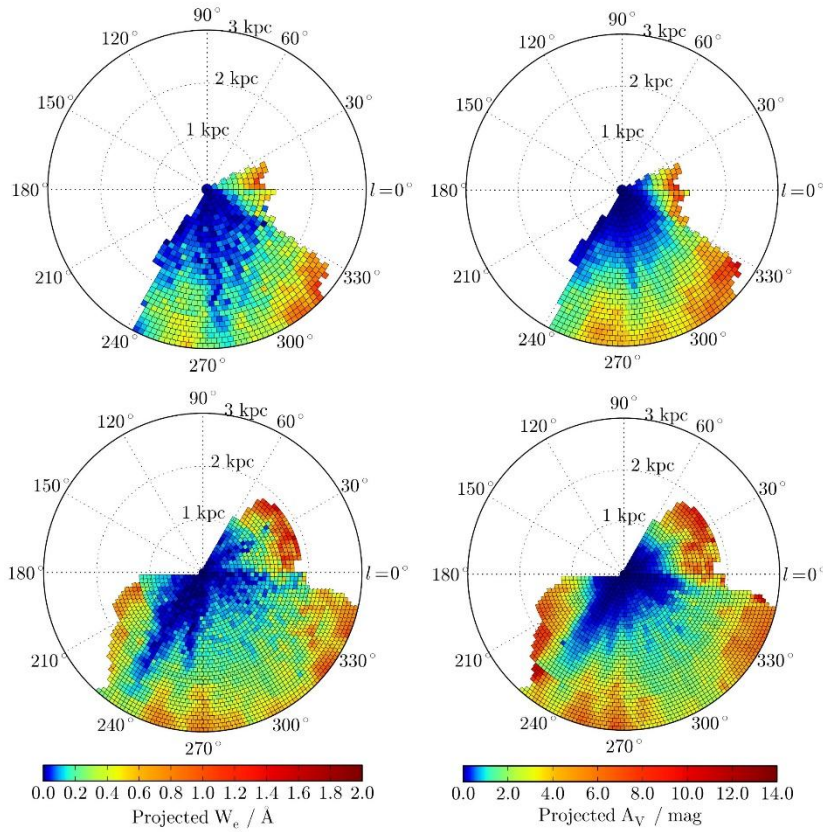 90° 90°
120° 3 kpc 60° 120° 3 kpc 60°
150° 2 kpc 30° 150° 2 kpc 30°
1 kpc 1 kpc
180° l=0° 180° l=0°
210° 330° 210° 330°
240° 300° 240° 300°
270° 270°
90° 90°
120° 3 kpc 60° 120° 3 kpc 60°
150° 2 kpc 30° 150° 2 kpc 30°
1 kpc 1 kpc
180° l=0° 180° l=0°
210° 330° 210° 330°
240° 300° 240° 300°
270° 270°
0.0 0.2 0.4 0.6 0.8 1.0 1.2 1.4 1.6 1.8 2.0 0.0 2.0 4.0 6.0 8.0 10.0 12.0 14.0
Projected W_e / Å Projected A_V / mag